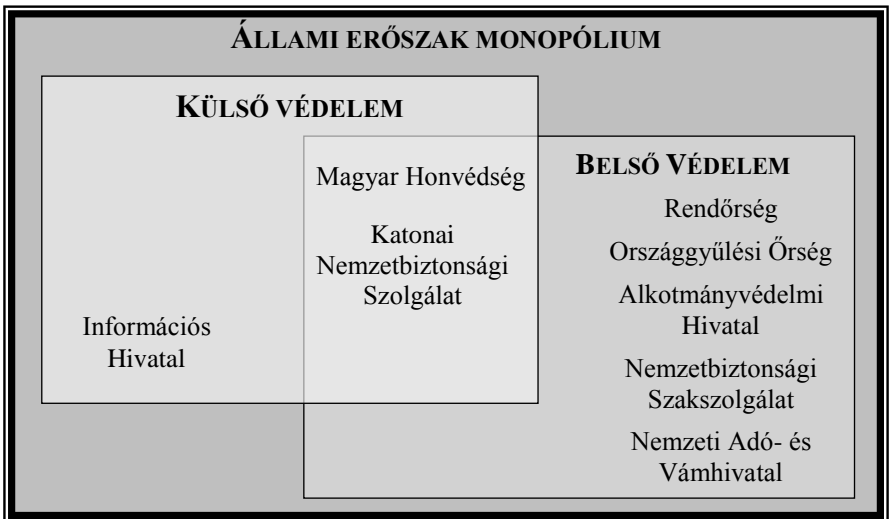 ÁLLAMI ERŐSZAK MONOPÓLIUM
KÜLSŐ VÉDELEM
Információs
Hivatal
Magyar Honvédség
Katonai
Nemzetbiztonsági
Szolgálat
BELSŐ VÉDELEM
Rendőrség
Országgyűlési Őrség
Alkotmányvédelmi
Hivatal
Nemzetbiztonsági
Szakszolgálat
Nemzeti Adó- és
Vámhivatal